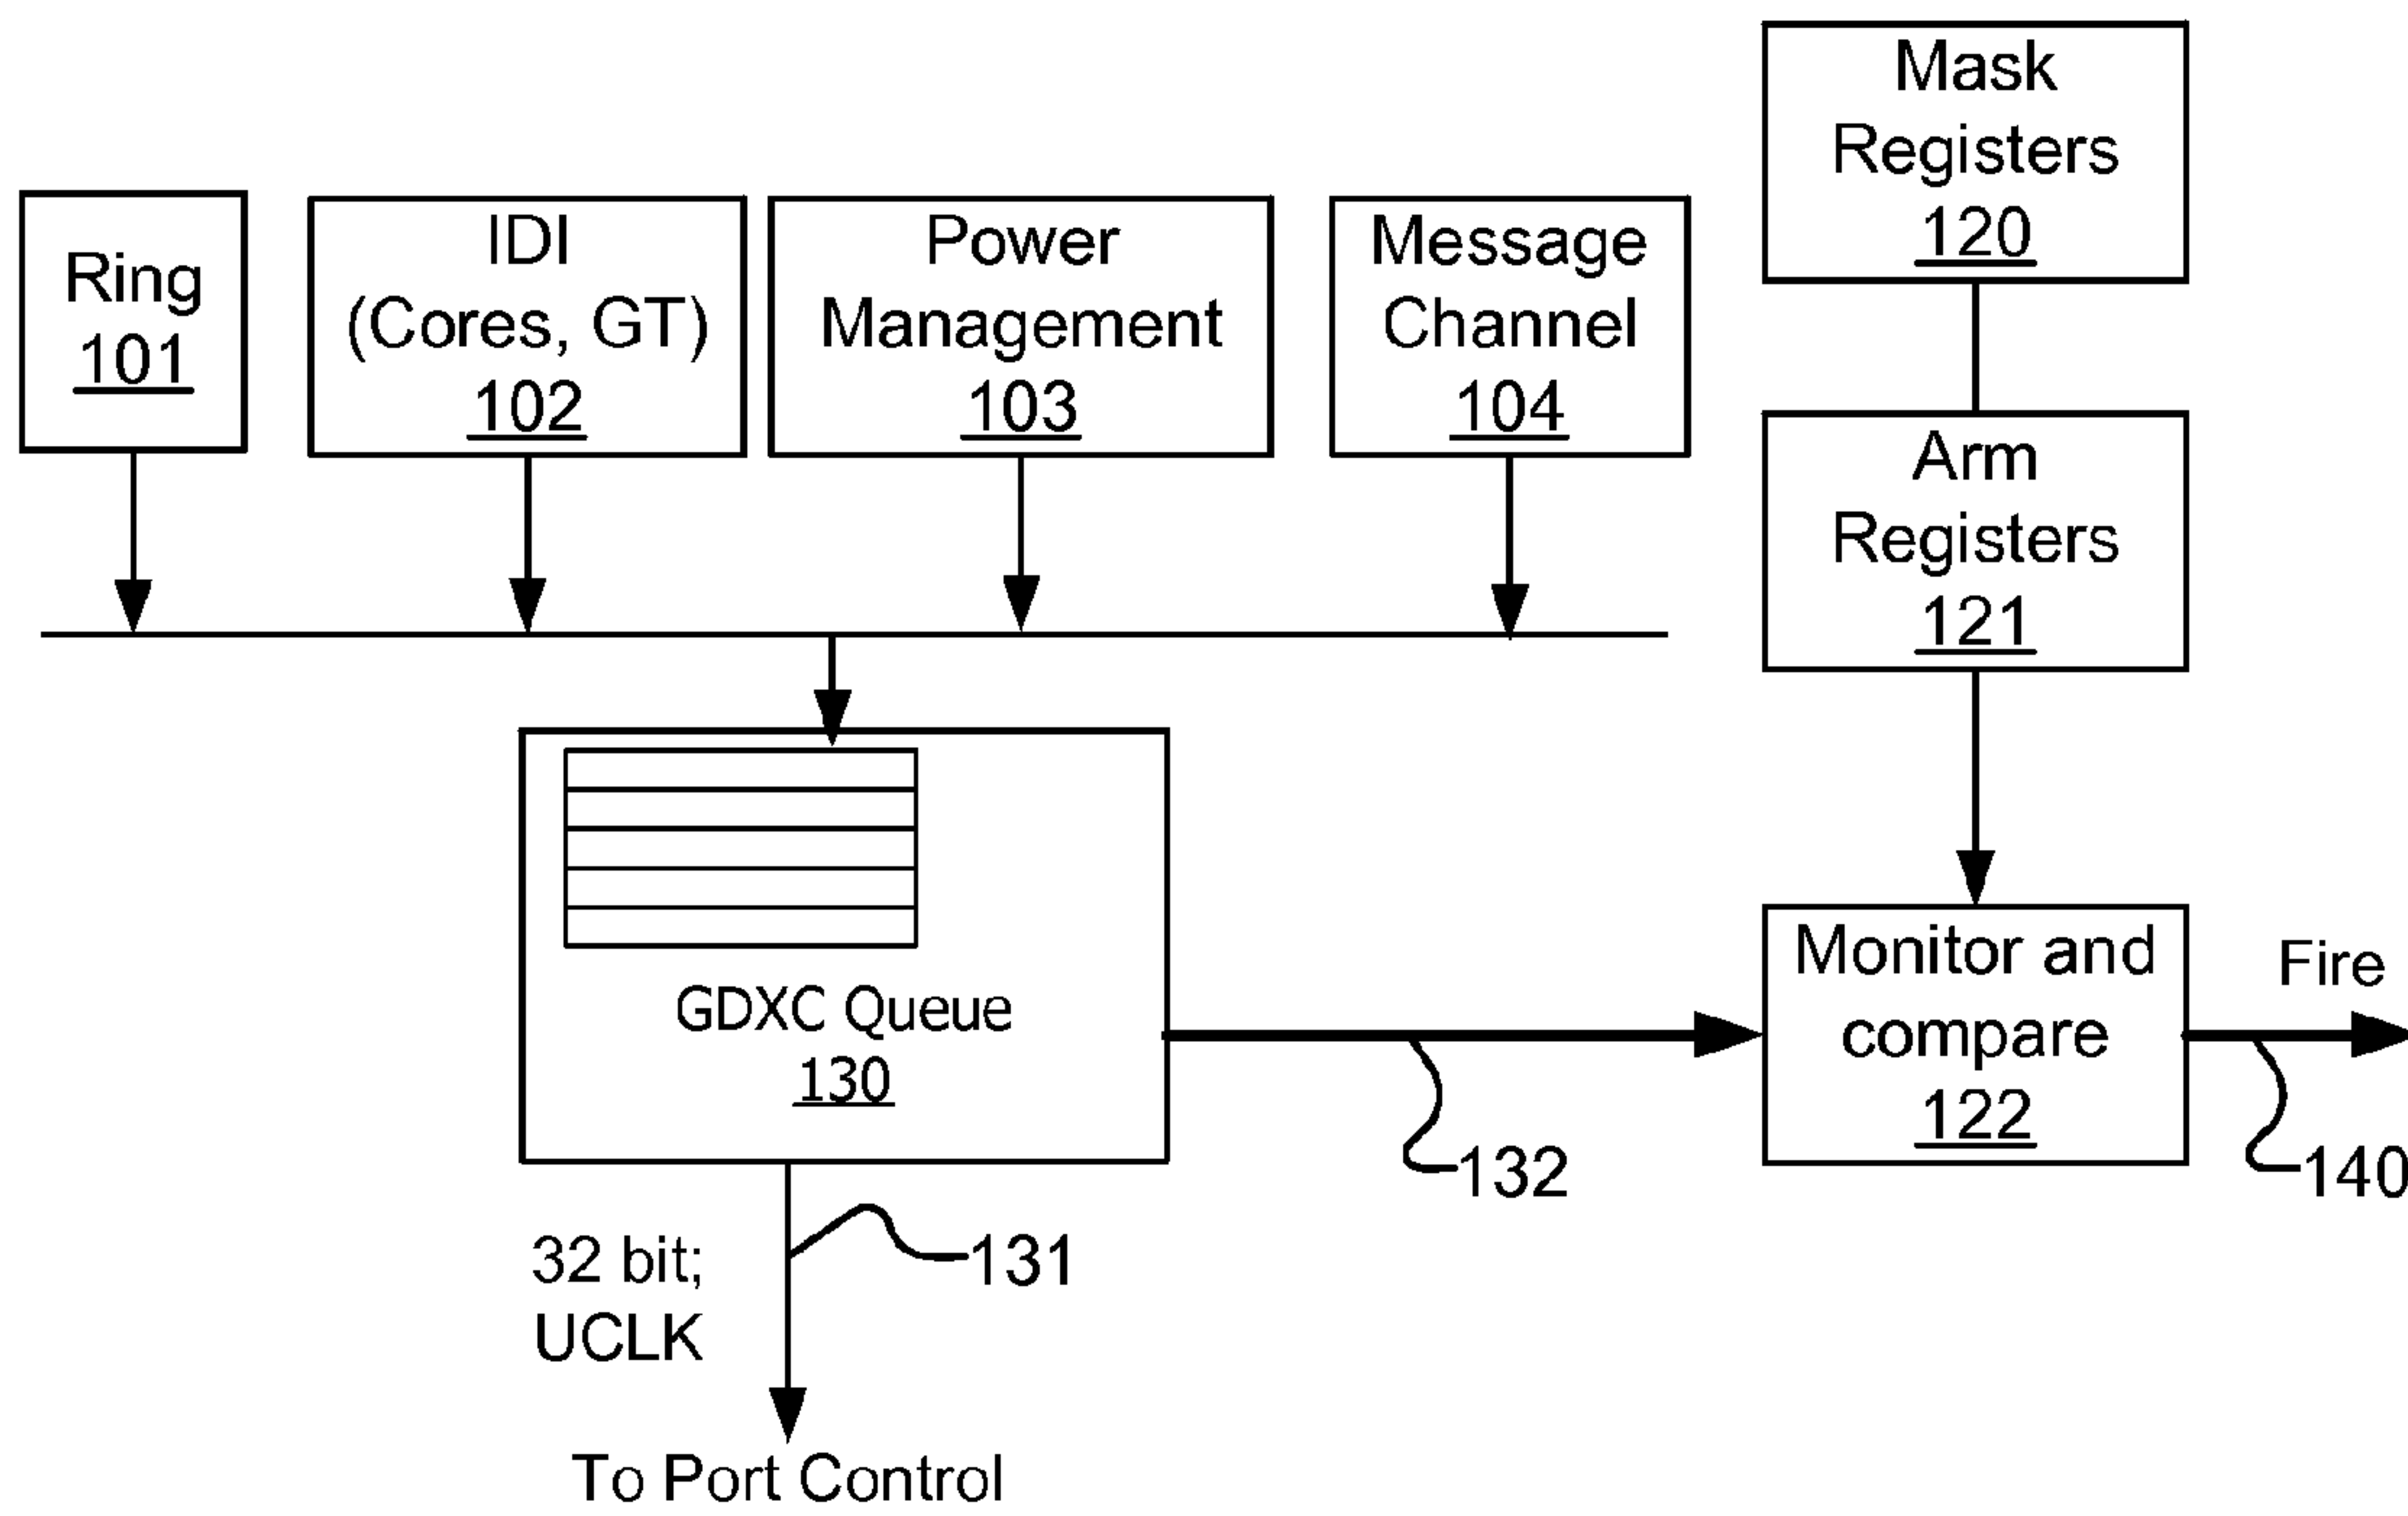 Mask
Registers
120
Ring
101
IDI
(Cores, GT)
102
Power
Management
103
Message
Channel
104
Arm
Registers
121
GDXC Queue
130
Monitor and
compare
122
Fire
132
140
131
32 bit;
UCLK
To Port Control